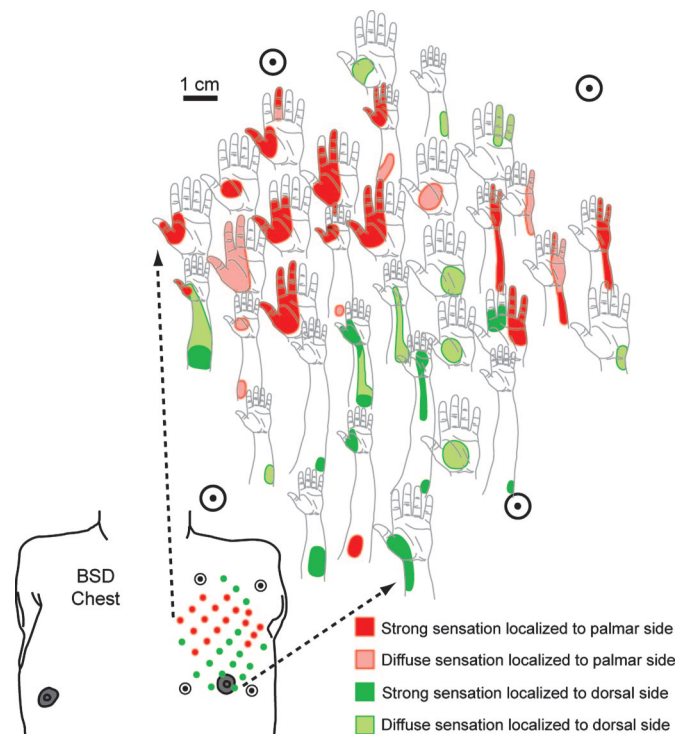 1 cm
BSD
Chest
Strong sensation localized to palmar side
Diffuse sensation localized to palmar side
Strong sensation localized to dorsal side
Diffuse sensation localized to dorsal side